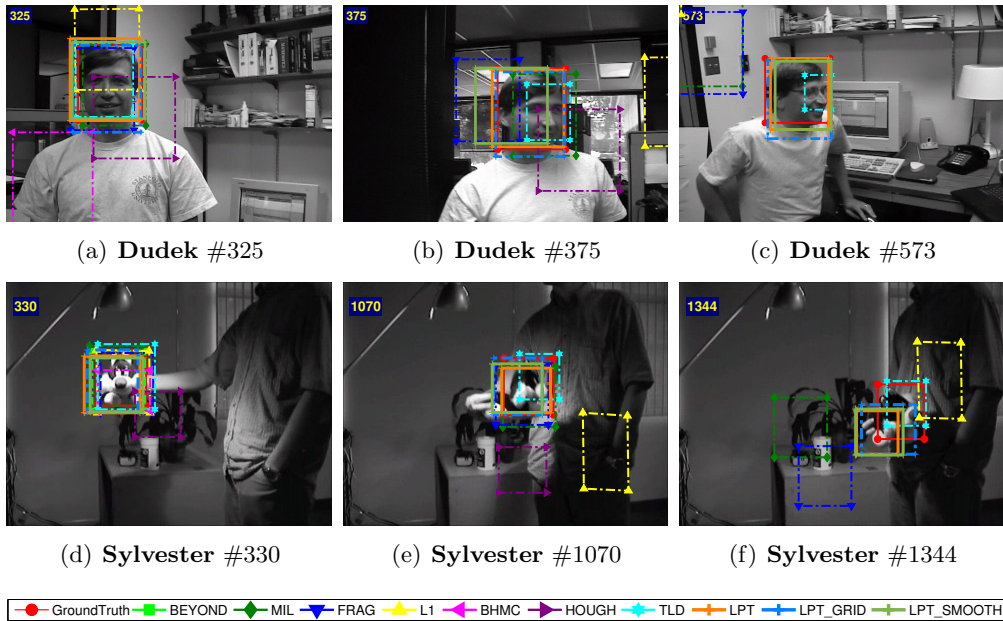 325
375
573
(a) Dudek #325
(b) Dudek #375
(c) Dudek #573
330
1070
1344
(d) Sylvester #330
(e) Sylvester #1070
(f) Sylvester #1344
GroundTruth BEYOND MIL FRAG L1 BHMC HOUGH TLD LPT LPT_GRID LPT_SMOOTH